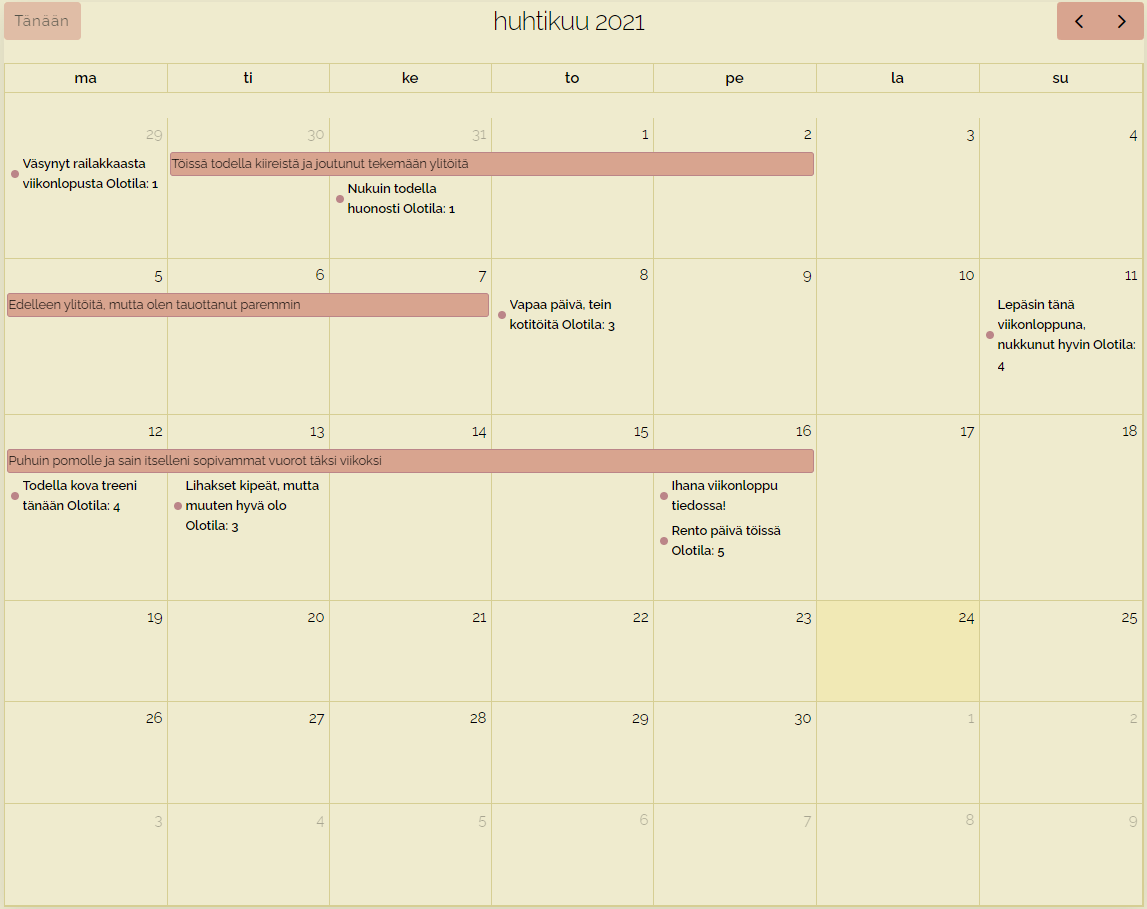 Tänään
huhtikuu 2021
ma ti ke to pe la su
29 30 31 1 2 3 4
Väsynyt railakkaasta
viikonlopusta Olotila: 1
Töissä todella kiireistä ja joutunut tekemään ylitöitä
Nukuin todella
huonosti Olotila: 1
5 6 7 8 9 10 11
Edelleen ylitöitä, mutta olen tauottanut paremmin
Vapaa päivä, tein
kotitöitä Olotila: 3
Lepäsin tänä
viikonloppuna,
nukkunut hyvin Olotila:
4
12 13 14 15 16 17 18
Puhuin pomolle ja sain itselleni sopivammat vuorot täksi viikoksi
Todella kova treeni
tänään Olotila: 4
Lihakset kipeät, mutta
muuten hyvä olo
Olotila: 3
Ihana viikonloppu
tiedossa!
Rento päivä töissä
Olotila: 5
19 20 21 22 23 24 25
26 27 28 29 30 1 2
3 4 5 6 7 8 9